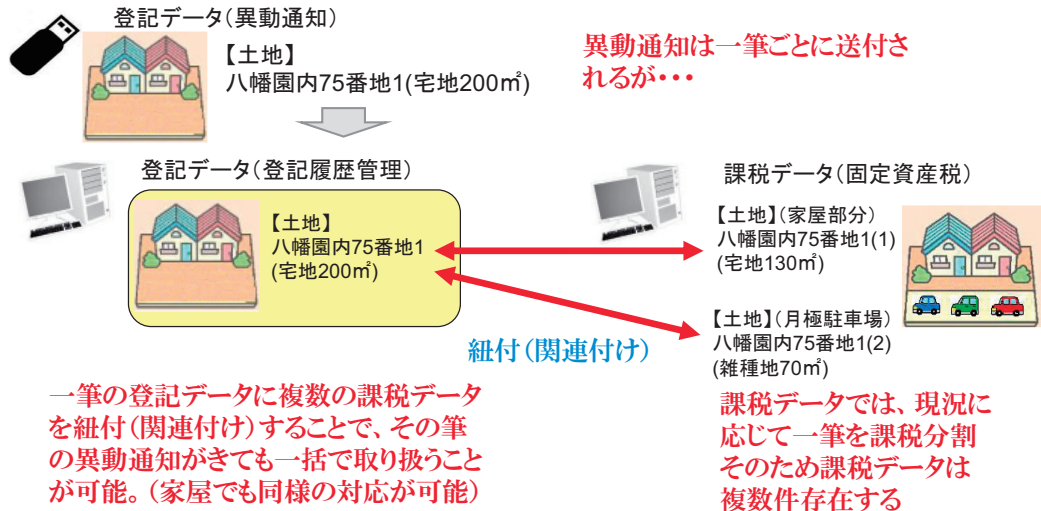 登記データ（異動通知）
【土地】
八幡園内75番地1(宅地200㎡)
異動通知は一筆ごとに送付さ
れるが・・・
登記データ（登記履歴管理）
【土地】
八幡園内75番地1
(宅地200㎡)
課税データ（固定資産税）
【土地】（家屋部分）
八幡園内75番地1(1)
(宅地130㎡)
【土地】（月極駐車場）
八幡園内75番地1(2)
(雑種地70㎡)
紐付（関連付け）
一筆の登記データに複数の課税データ
を紐付（関連付け）することで、その筆
の異動通知がきても一括で取り扱うこと
が可能。（家屋でも同様の対応が可能）
課税データでは、現況に
応じて一筆を課税分割
そのため課税データは
複数件存在する